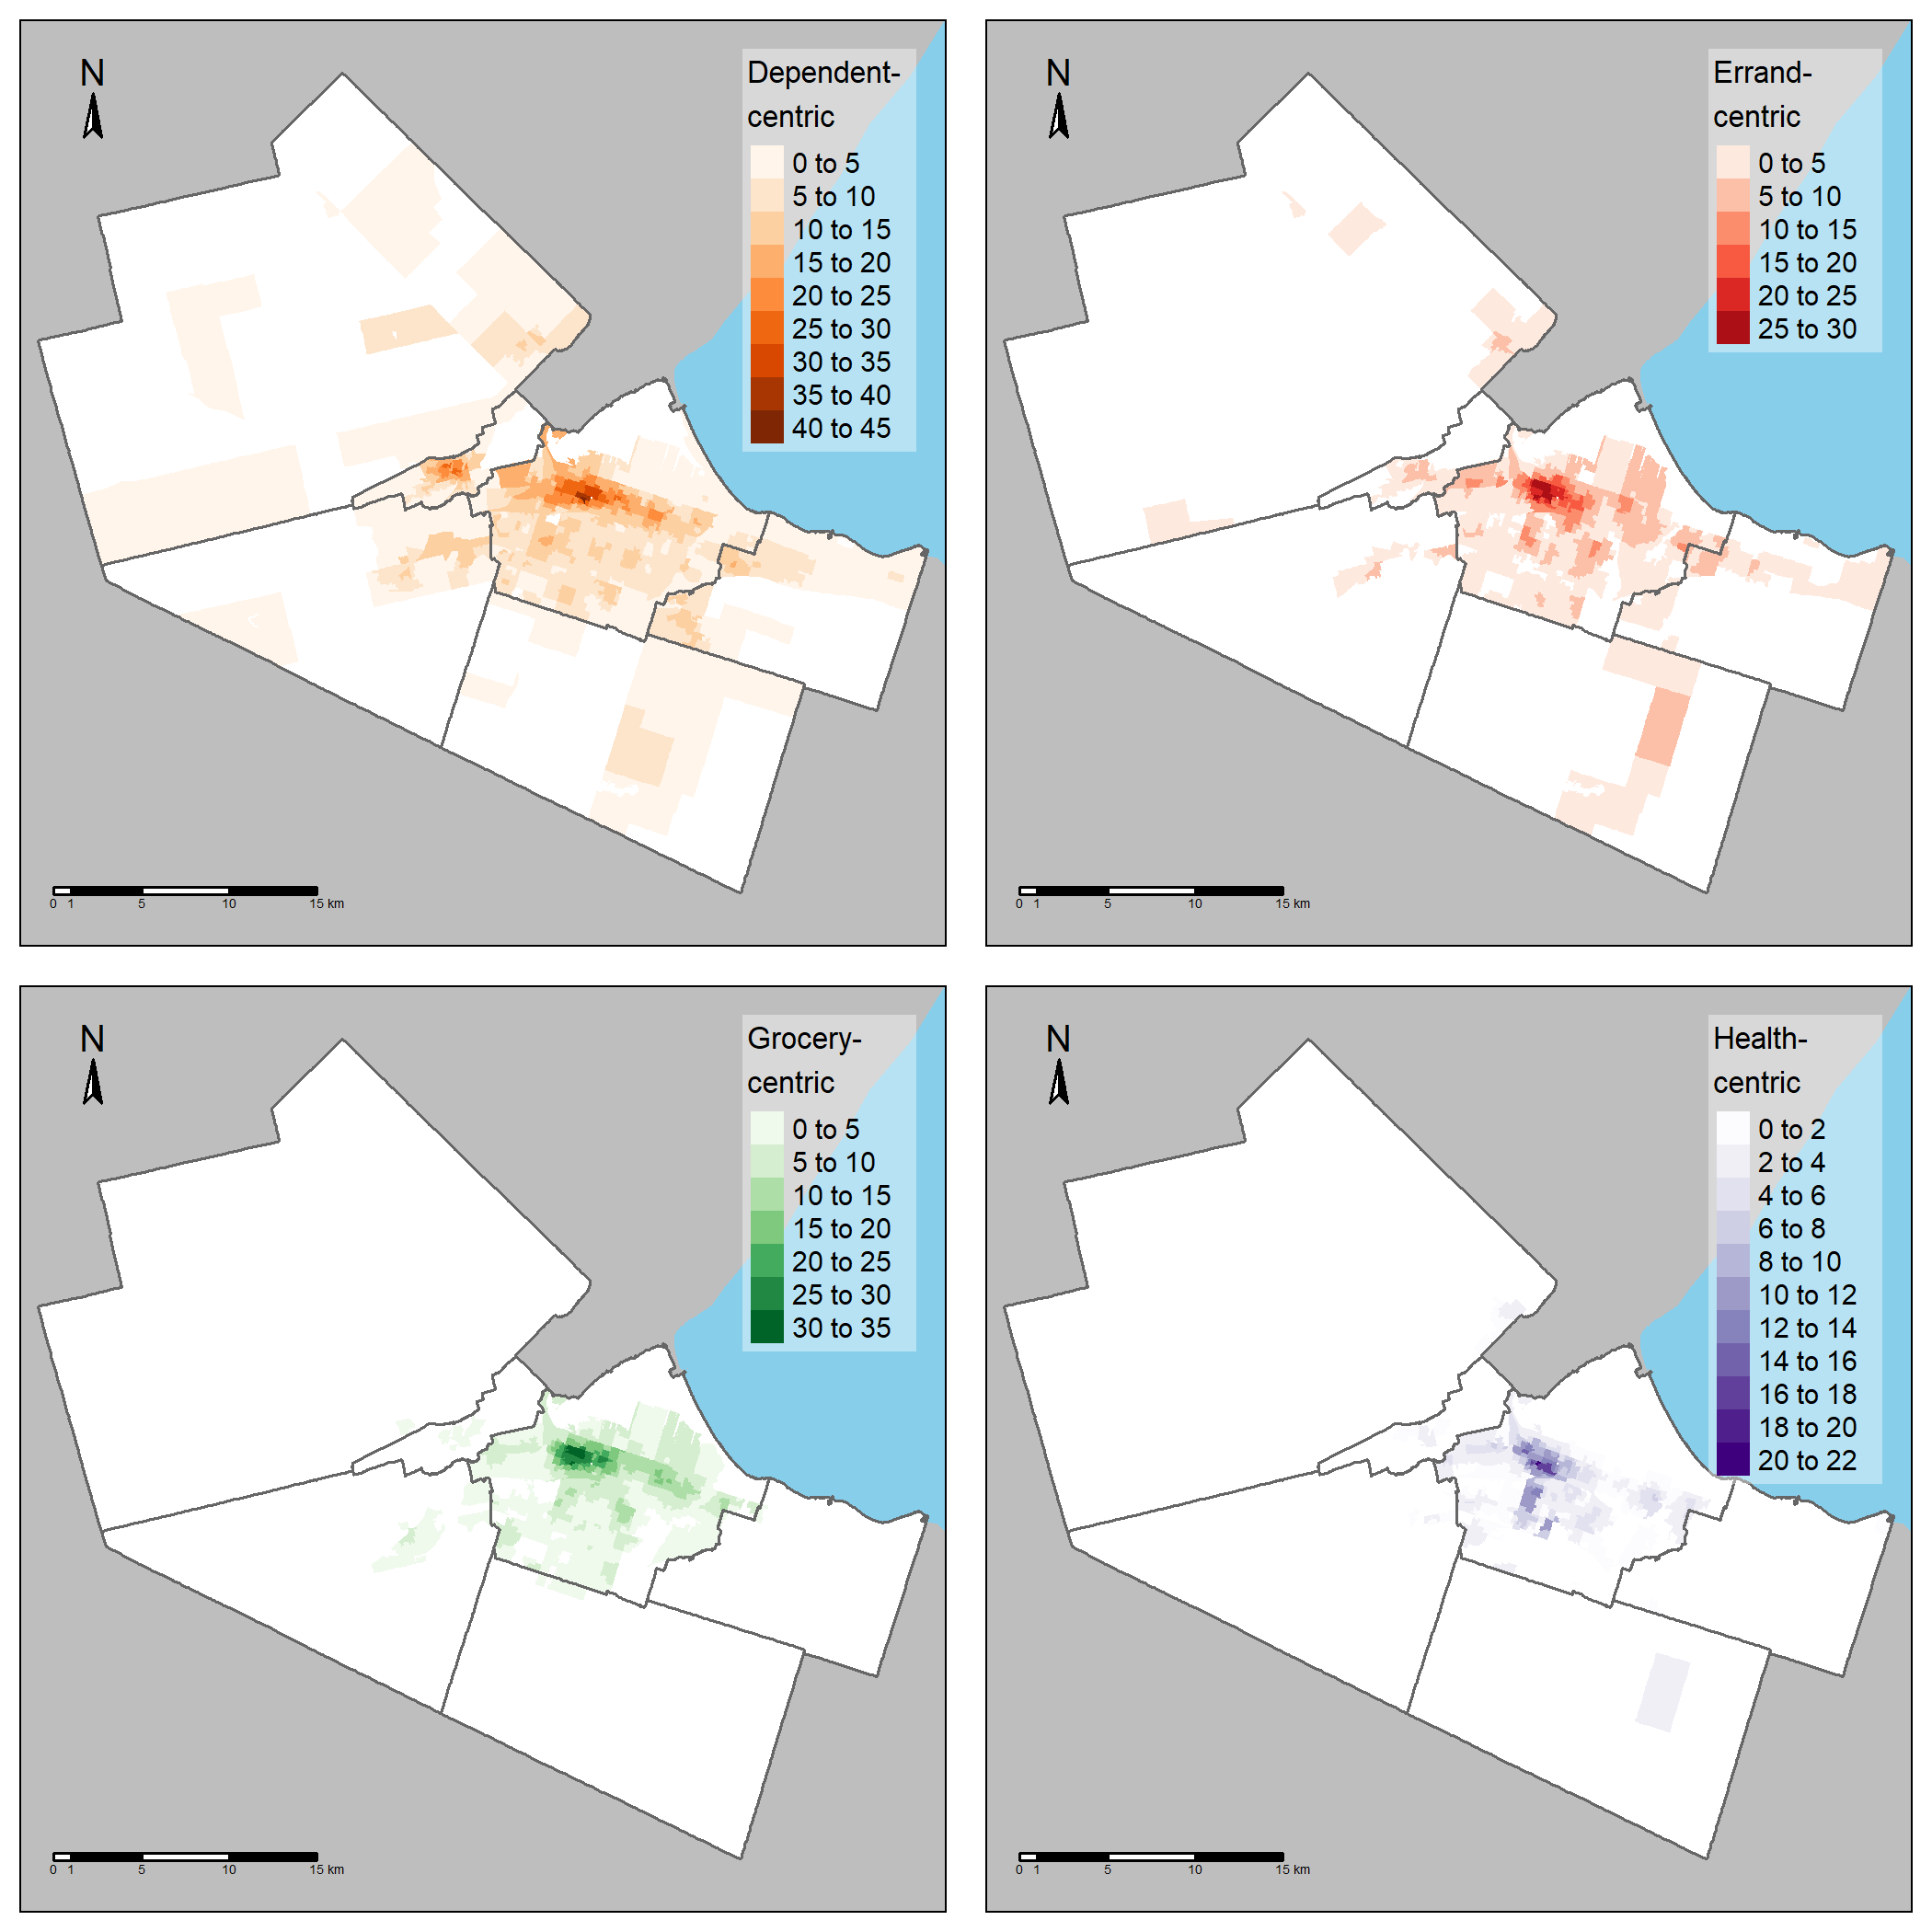 N
Dependent-
centric
0 to 5
5 to 10
10 to 15
15 to 20
20 to 25
25 to 30
30 to 35
35 to 40
40 to 45
0 1 5 10 15 km
N
Errand-
centric
0 to 5
5 to 10
10 to 15
15 to 20
20 to 25
25 to 30
0 1 5 10 15 km
N
Grocery-
centric
0 to 5
5 to 10
10 to 15
15 to 20
20 to 25
25 to 30
30 to 35
0 1 5 10 15 km
N
Health-
centric
0 to 2
2 to 4
4 to 6
6 to 8
8 to 10
10 to 12
12 to 14
14 to 16
16 to 18
18 to 20
20 to 22
0 1 5 10 15 km